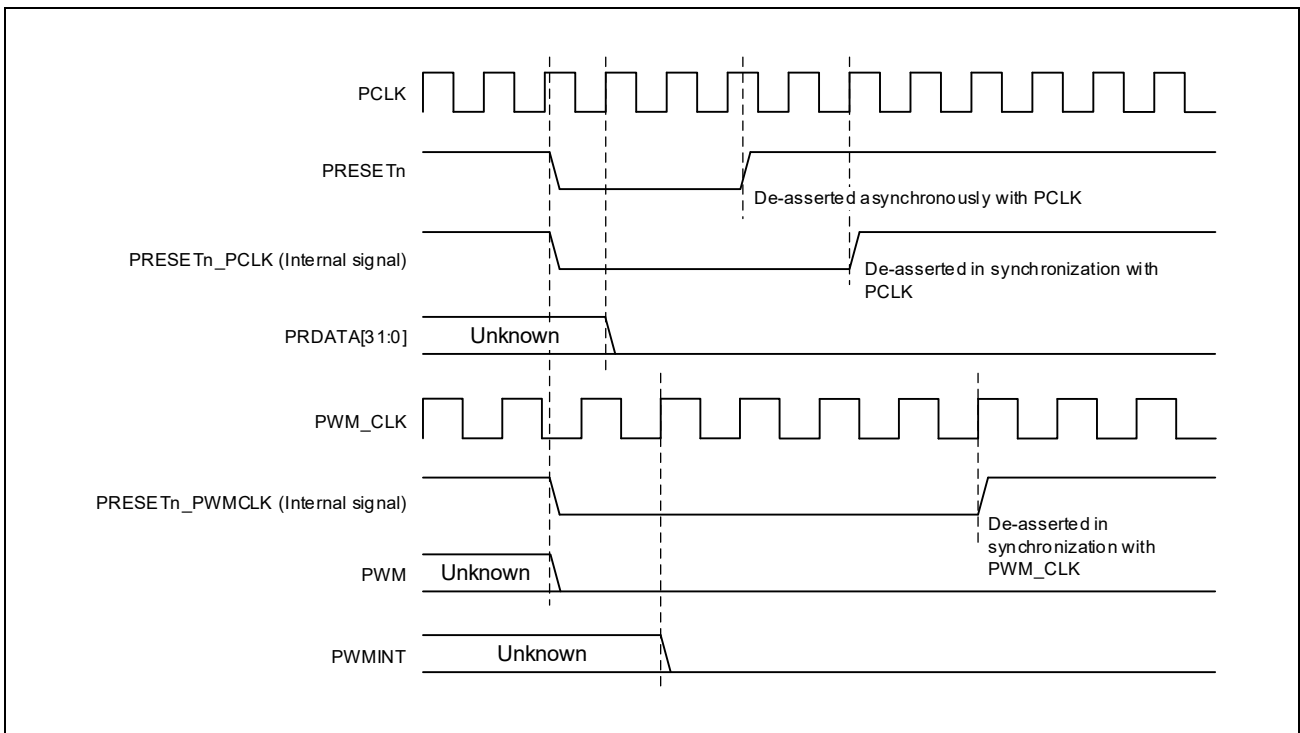 PCLK
PRESETn
De-asserted asynchronously with PCLK
PRESETn_PCLK (Internal signal)
De-asserted in synchronization with
PCLK
PRDATA[31:0]
Unknown
PWM_CLK
PRESETn_PWMCLK (Internal signal)
De-asserted in
synchronization with
PWM_CLK
PWM
Unknown
PWMINT
Unknown